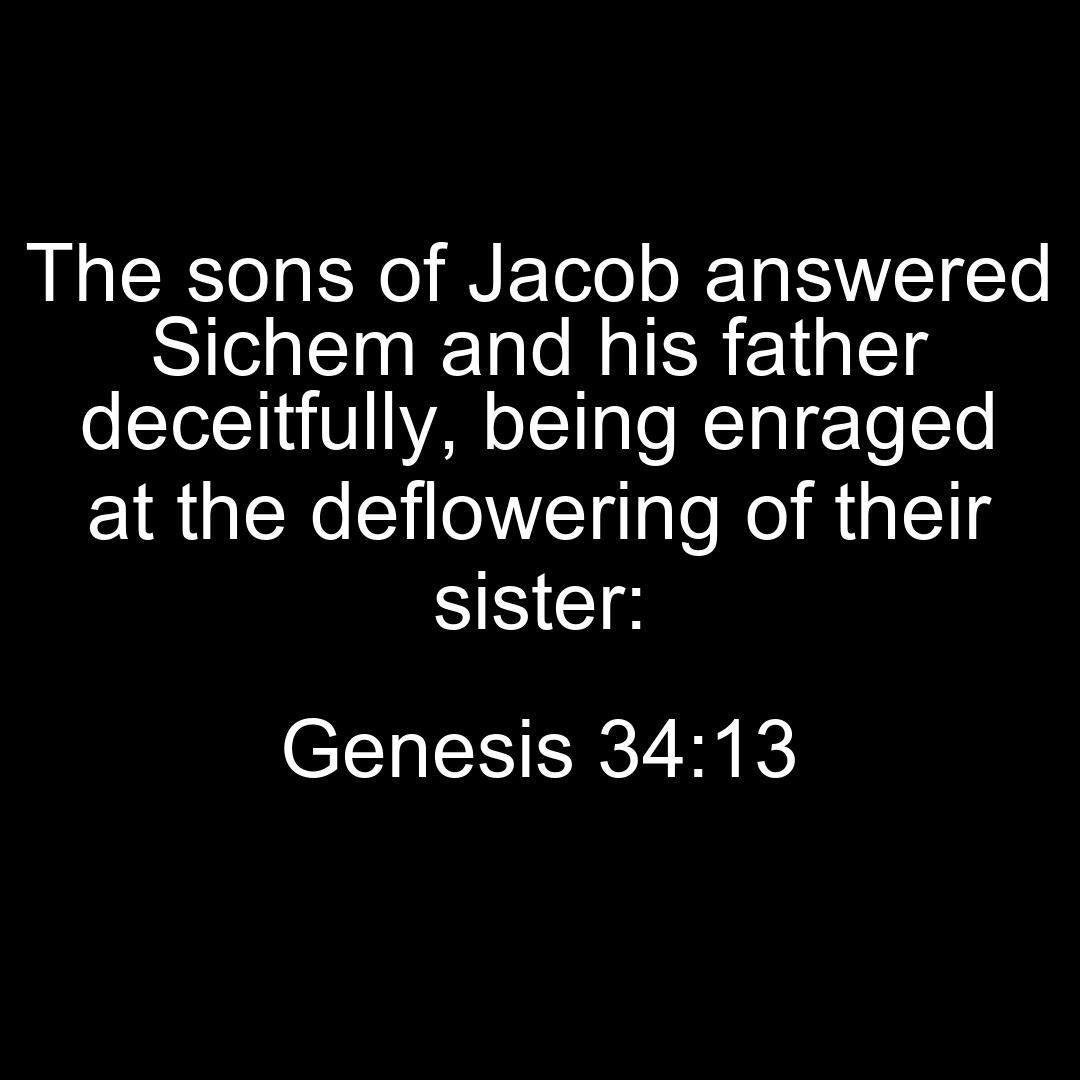 The sons of Jacob answered
Sichem and his father
deceitfully, being enraged
at the deflowering of their
sister:
Genesis 34:13